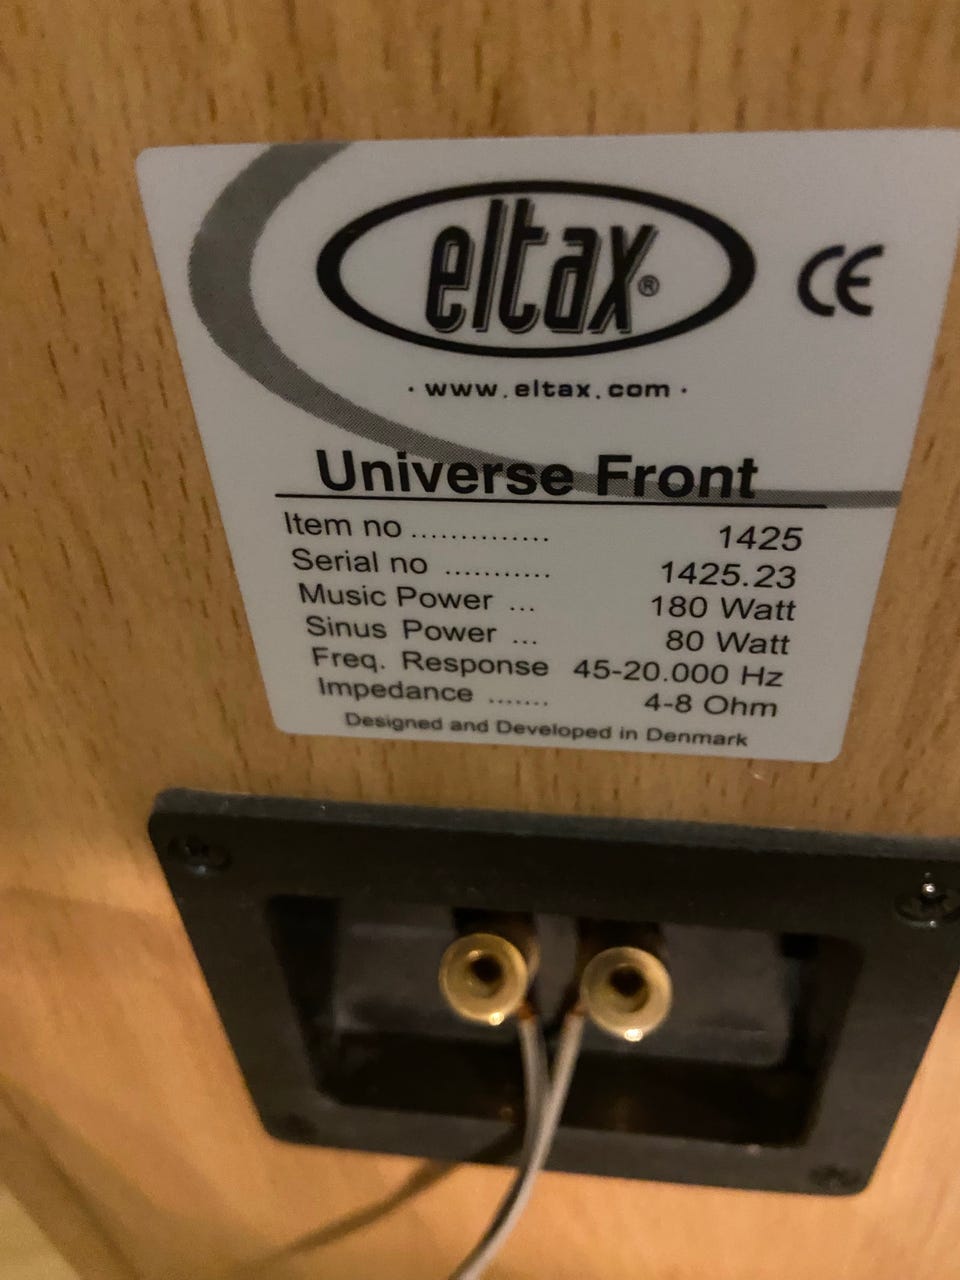 eltax®
CE
· www.eltax.com ·
Universe Front
Item no .............. 1425
Serial no ........... 1425.23
Music Power ... 180 Watt
Sinus Power ... 80 Watt
Freq. Response 45-20.000 Hz
Impedance ....... 4-8 Ohm
Designed and Developed in Denmark